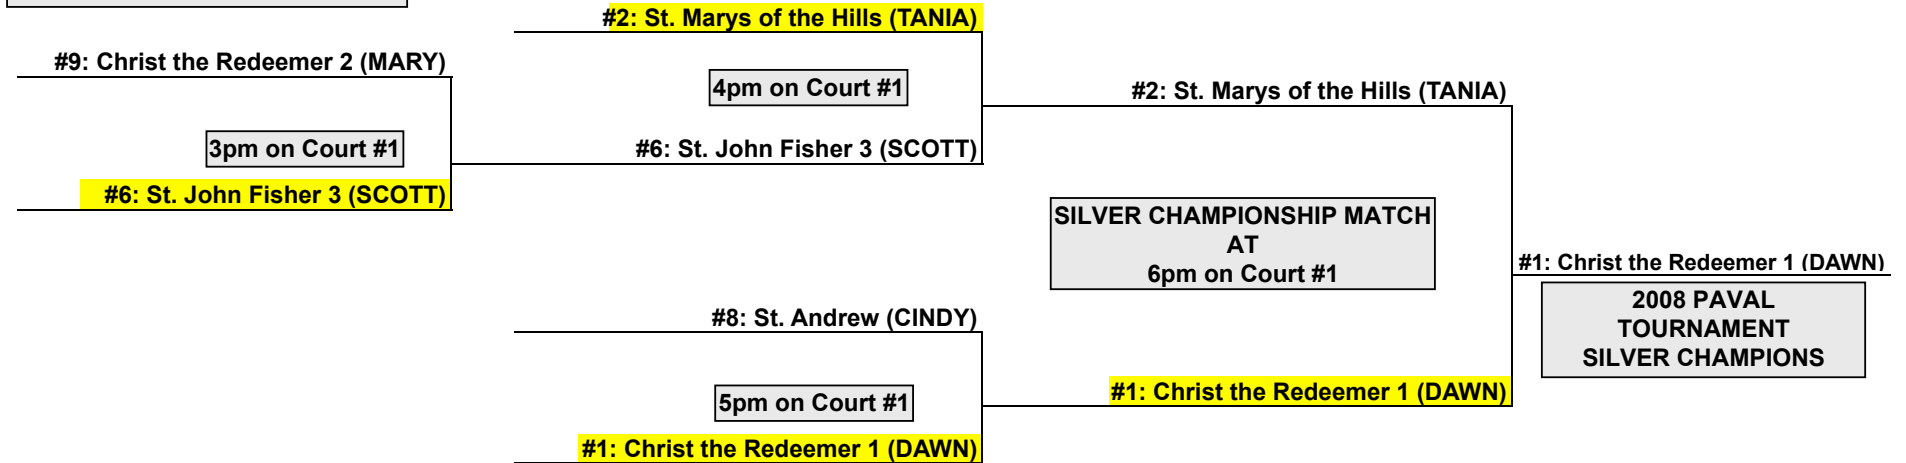 #2: St. Marys of the Hills (TANIA)
#9: Christ the Redeemer 2 (MARY)
4pm on Court #1
#2: St. Marys of the Hills (TANIA)
3pm on Court #1
#6: St. John Fisher 3 (SCOTT)
#6: St. John Fisher 3 (SCOTT)
SILVER CHAMPIONSHIP MATCH
AT
6pm on Court #1
#1: Christ the Redeemer 1 (DAWN)
2008 PAVAL
TOURNAMENT
SILVER CHAMPIONS
#8: St. Andrew (CINDY)
5pm on Court #1
#1: Christ the Redeemer 1 (DAWN)
#1: Christ the Redeemer 1 (DAWN)